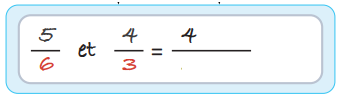 5/6 et 4/3 = 4/